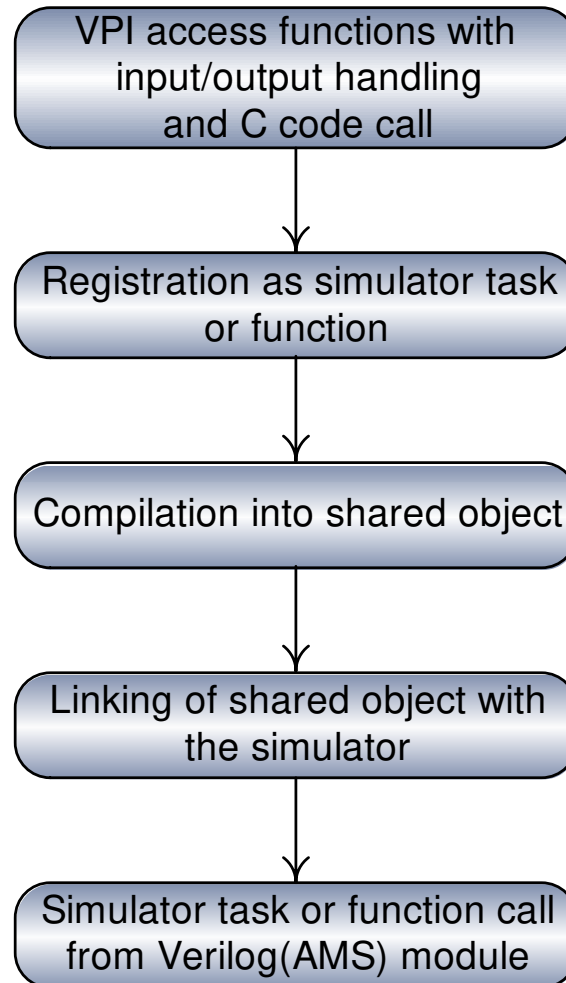 VPI access functions with
input/output handling
and C code call
Registration as simulator task
or function
Compilation into shared object
Linking of shared object with
the simulator
Simulator task or function call
from Verilog(AMS) module